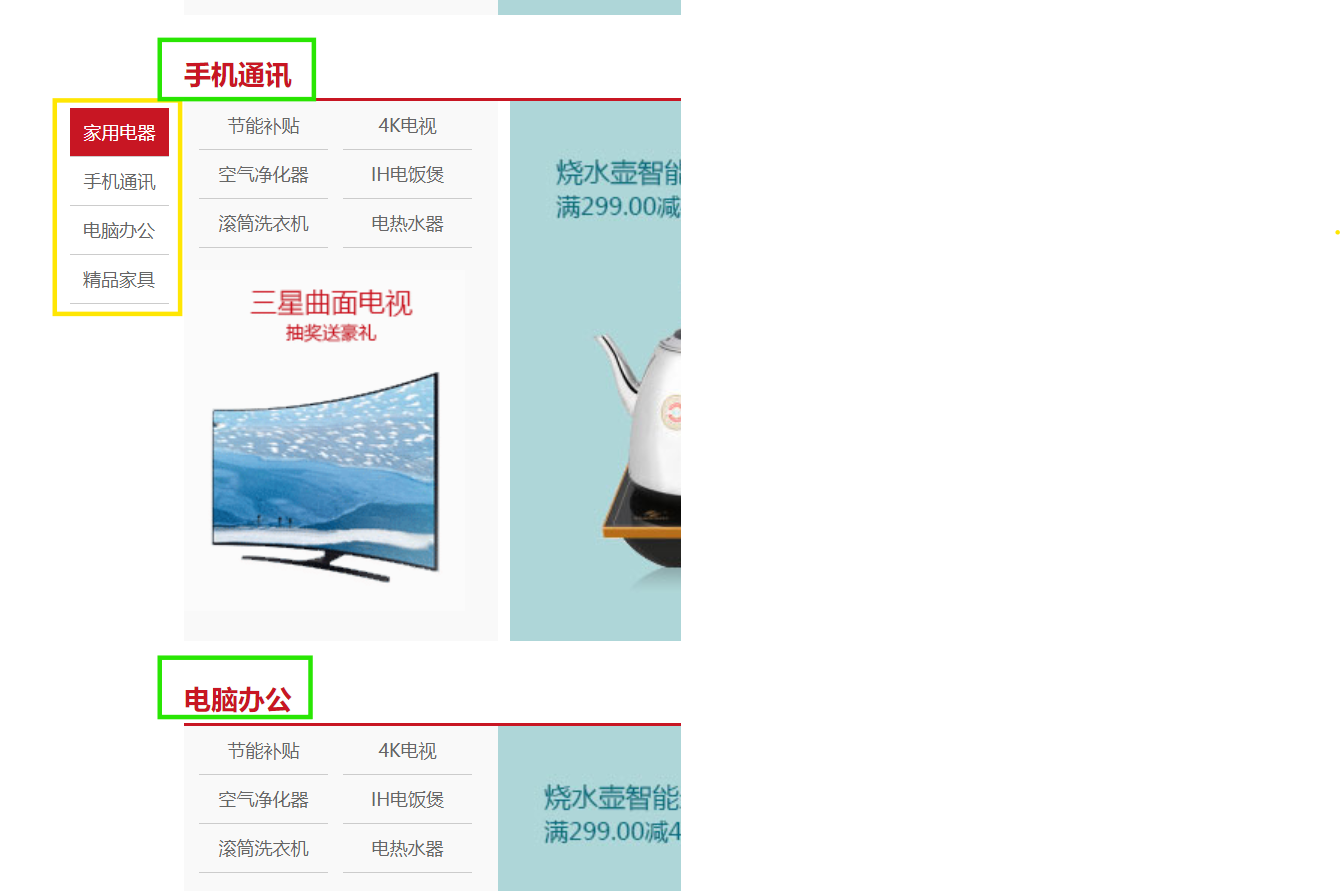 手机通讯
家用电器
手机通讯
电脑办公
精品家具
节能补贴 4K电视
空气净化器 IH电饭煲
滚筒洗衣机 电热水器
三星曲面电视
抽奖送豪礼
烧水壶智能
满299.00减
电脑办公
节能补贴 4K电视
空气净化器 IH电饭煲
滚筒洗衣机 电热水器
烧水壶智能
满299.00减4